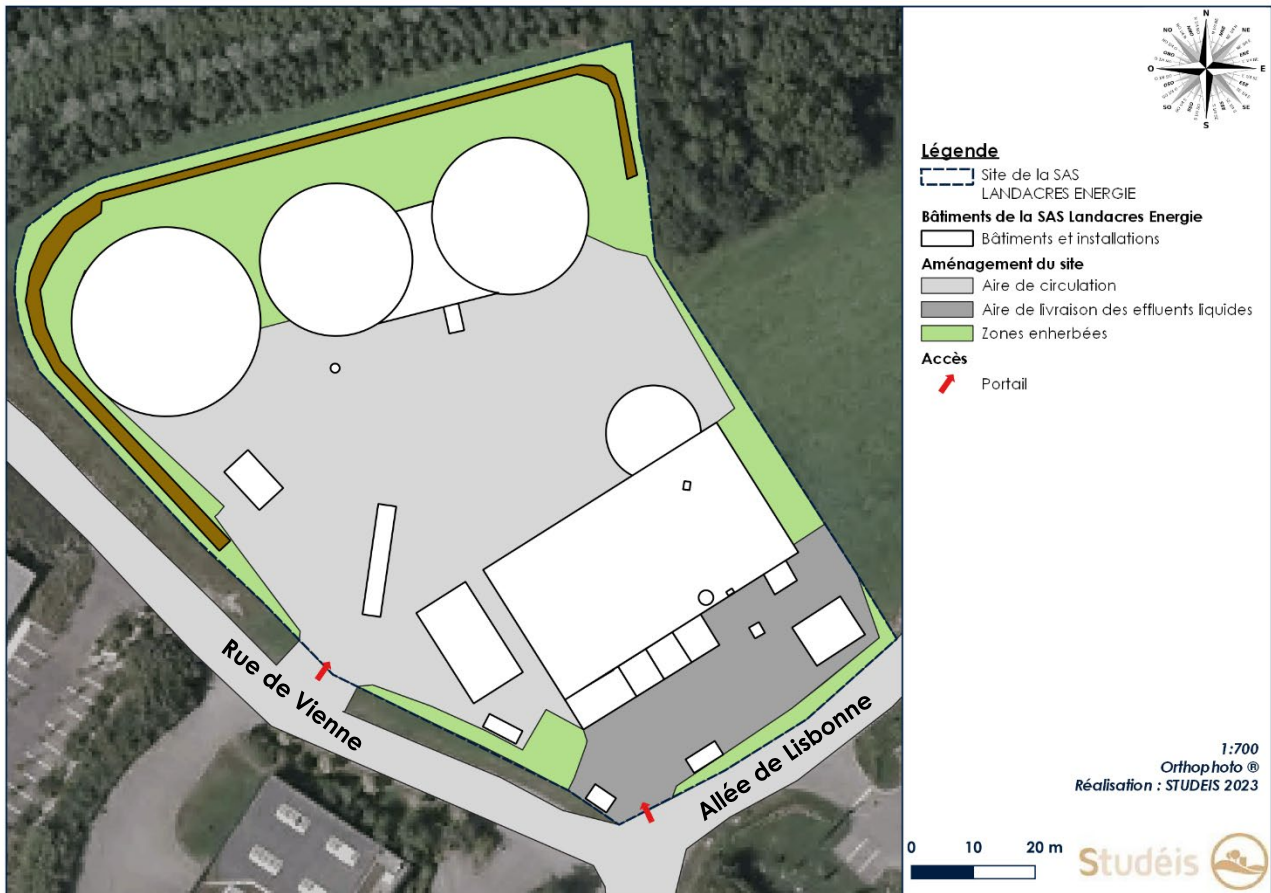 N
NO
NE
O
E
SO
SE
S
Légende
Site de la SAS
LANDACRES ENERGIE
Bâtiments de la SAS Landacres Energie
Bâtiments et installations
Aménagement du site
Aire de circulation
Aire de livraison des effluents liquides
Zones enherbées
Accès
Portail
Rue de Vienne
Allée de Lisbonne
1:700
Orthophoto ®
Réalisation : STUDEIS 2023
0 10 20 m
Studéis